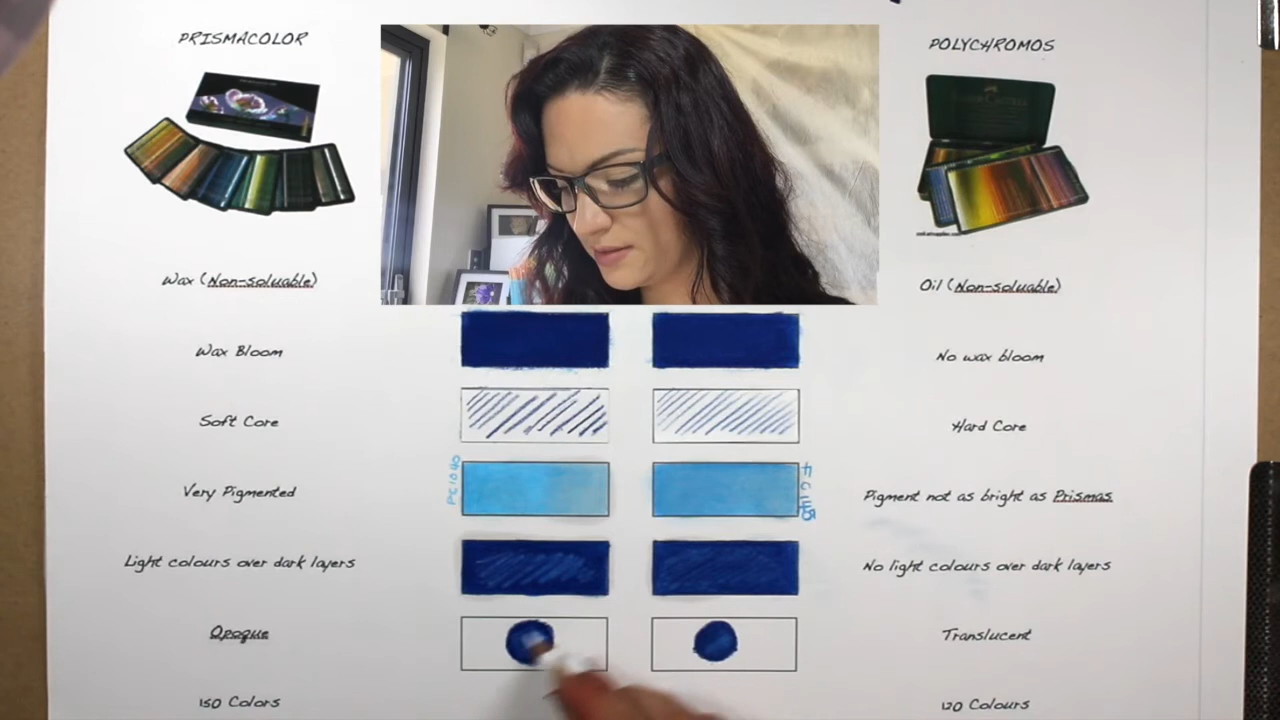 PRISMACOLOR
POLYCHROMOS
Wax (Non-soluable)
Oil (Non-soluable)
Wax Bloom
No wax bloom
Soft Core
Hard Core
PC1040
Very Pigmented
FC145
Pigment not as bright as Prismas
Light colours over dark layers
No light colours over dark layers
Opaque
Translucent
150 Colors
120 Colours